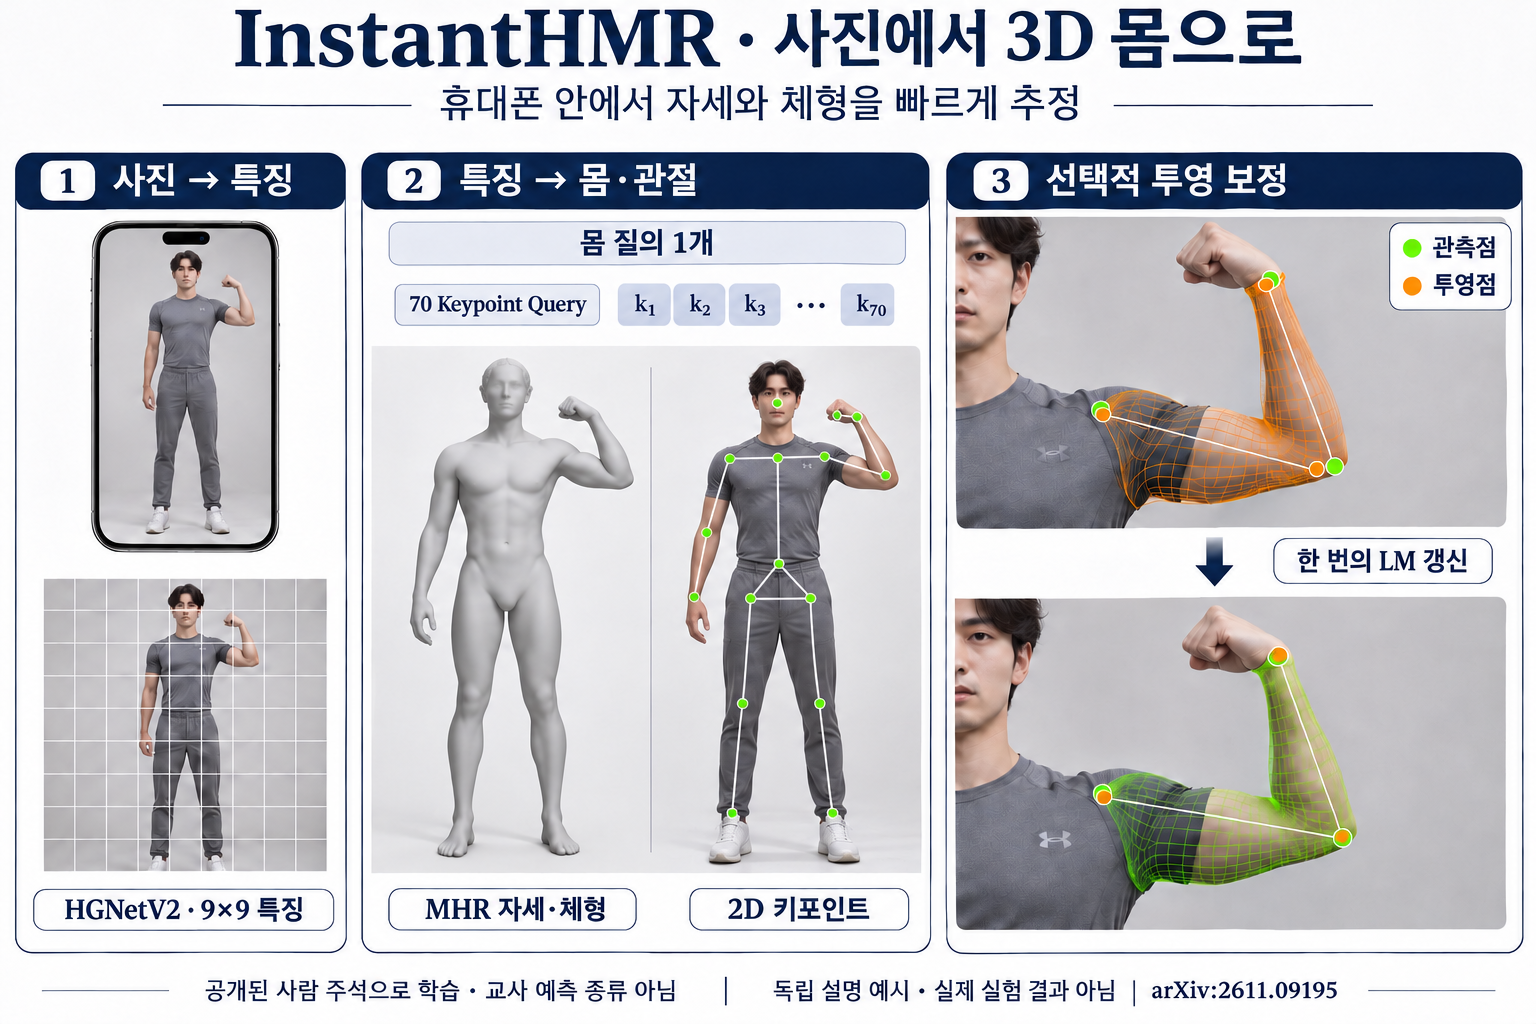 InstantHMR · 사진에서 3D 몸으로
휴대폰 안에서 자세와 체형을 빠르게 추정
1 사진 → 특징
HGNetV2 · 9×9 특징
2 특징 → 몸·관절
몸 질의 1개
70 Keypoint Query k₁ k₂ k₃ ··· k₇₀
MHR 자세·체형
2D 키포인트
3 선택적 투영 보정
관측점
투영점
한 번의 LM 갱신
공개된 사람 주석으로 학습 · 교사 예측 증류 아님 | 독립 설명 예시 · 실제 실험 결과 아님 | arXiv:2611.09195